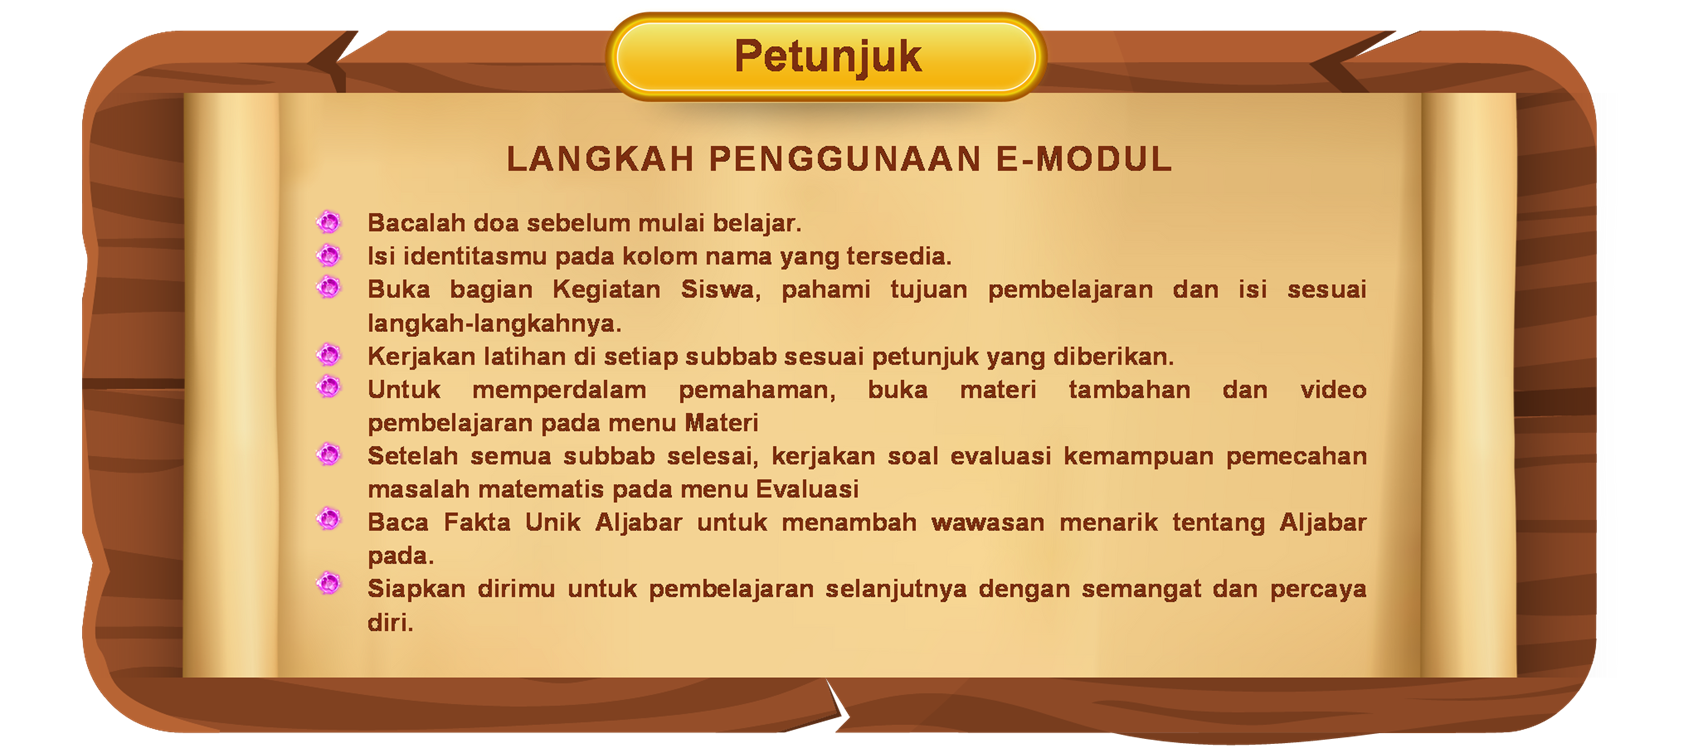 Petunjuk
LANGKAH PENGGUNAAN E-MODUL
Bacalah doa sebelum mulai belajar.
Isi identitasmu pada kolom nama yang tersedia.
Buka bagian Kegiatan Siswa, pahami tujuan pembelajaran dan isi sesuai
langkah-langkahnya.
Kerjakan latihan di setiap subbab sesuai petunjuk yang diberikan.
Untuk memperdalam pemahaman, buka materi tambahan dan video
pembelajaran pada menu Materi
Setelah semua subbab selesai, kerjakan soal evaluasi kemampuan pemecahan
masalah matematis pada menu Evaluasi
Baca Fakta Unik Aljabar untuk menambah wawasan menarik tentang Aljabar
pada.
Siapkan dirimu untuk pembelajaran selanjutnya dengan semangat dan percaya
diri.